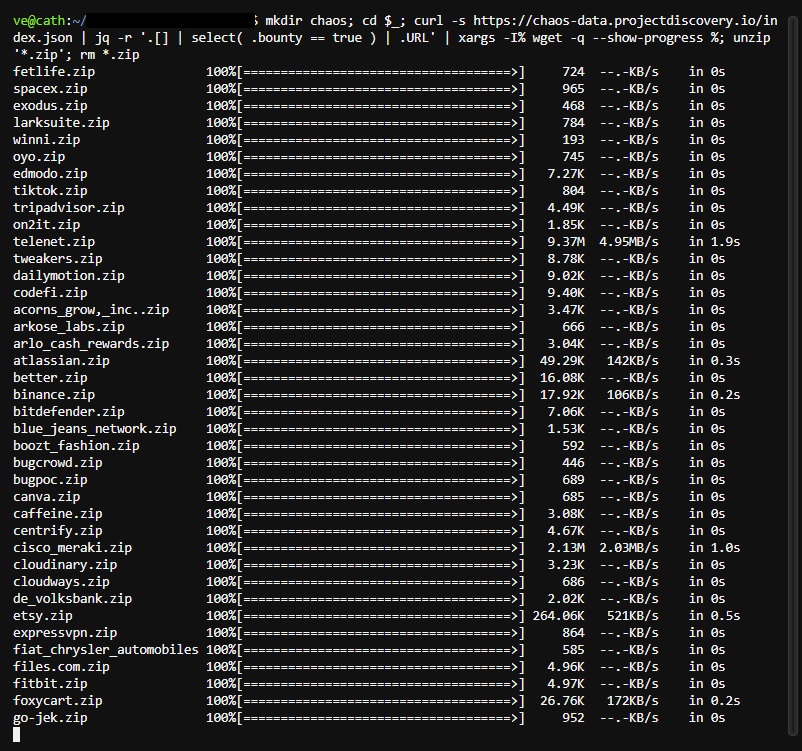 ve@cath:~/ $ mkdir chaos; cd $_; curl -s https://chaos-data.projectdiscovery.io/in
dex.json | jq -r '.[] | select( .bounty == true ) | .URL' | xargs -I% wget -q --show-progress %; unzip
'*.zip'; rm *.zip
fetlife.zip 100%[===================================>] 724 --.-KB/s in 0s
spacex.zip 100%[===================================>] 965 --.-KB/s in 0s
exodus.zip 100%[===================================>] 468 --.-KB/s in 0s
larksuite.zip 100%[===================================>] 784 --.-KB/s in 0s
winni.zip 100%[===================================>] 193 --.-KB/s in 0s
oyo.zip 100%[===================================>] 745 --.-KB/s in 0s
edmodo.zip 100%[===================================>] 7.27K --.-KB/s in 0s
tiktok.zip 100%[===================================>] 804 --.-KB/s in 0s
tripadvisor.zip 100%[===================================>] 4.49K --.-KB/s in 0s
on2it.zip 100%[===================================>] 1.85K --.-KB/s in 0s
telenet.zip 100%[===================================>] 9.37M 4.95MB/s in 1.9s
tweakers.zip 100%[===================================>] 8.78K --.-KB/s in 0s
dailymotion.zip 100%[===================================>] 9.02K --.-KB/s in 0s
codefi.zip 100%[===================================>] 9.40K --.-KB/s in 0s
acorns_grow,_inc..zip 100%[===================================>] 3.47K --.-KB/s in 0s
arkose_labs.zip 100%[===================================>] 666 --.-KB/s in 0s
arlo_cash_rewards.zip 100%[===================================>] 3.04K --.-KB/s in 0s
atlassian.zip 100%[===================================>] 49.29K 142KB/s in 0.3s
better.zip 100%[===================================>] 16.08K --.-KB/s in 0s
binance.zip 100%[===================================>] 17.92K 106KB/s in 0.2s
bitdefender.zip 100%[===================================>] 7.06K --.-KB/s in 0s
blue_jeans_network.zip 100%[===================================>] 1.53K --.-KB/s in 0s
boozt_fashion.zip 100%[===================================>] 592 --.-KB/s in 0s
bugcrowd.zip 100%[===================================>] 446 --.-KB/s in 0s
bugpoc.zip 100%[===================================>] 689 --.-KB/s in 0s
canva.zip 100%[===================================>] 685 --.-KB/s in 0s
caffeine.zip 100%[===================================>] 3.08K --.-KB/s in 0s
centrify.zip 100%[===================================>] 4.67K --.-KB/s in 0s
cisco_meraki.zip 100%[===================================>] 2.13M 2.03MB/s in 1.0s
cloudinary.zip 100%[===================================>] 3.23K --.-KB/s in 0s
cloudways.zip 100%[===================================>] 686 --.-KB/s in 0s
de_volksbank.zip 100%[===================================>] 2.02K --.-KB/s in 0s
etsy.zip 100%[===================================>] 264.06K 521KB/s in 0.5s
expressvpn.zip 100%[===================================>] 864 --.-KB/s in 0s
fiat_chrysler_automobiles 100%[===================================>] 585 --.-KB/s in 0s
files.com.zip 100%[===================================>] 4.96K --.-KB/s in 0s
fitbit.zip 100%[===================================>] 4.97K --.-KB/s in 0s
foxycart.zip 100%[===================================>] 26.76K 172KB/s in 0.2s
go-jek.zip 100%[===================================>] 952 --.-KB/s in 0s